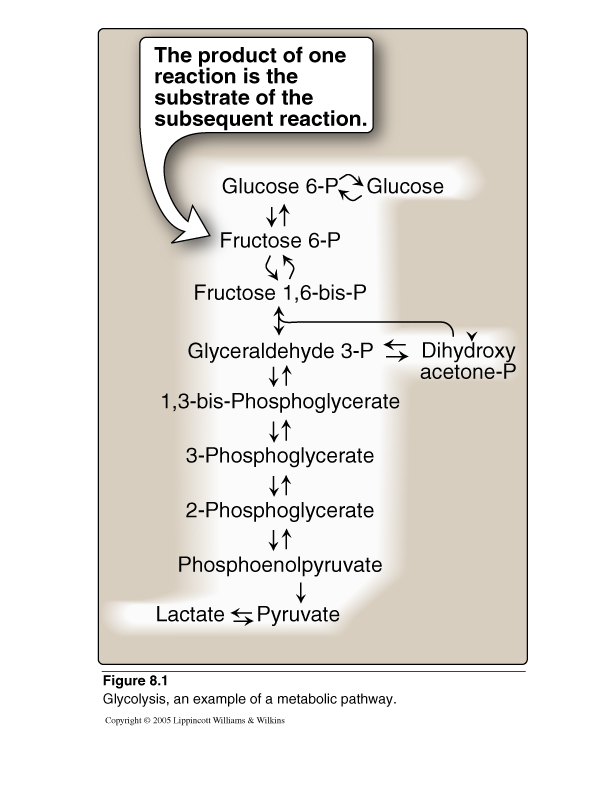 The product of one
reaction is the
substrate of the
subsequent reaction.
Glucose 6-P Glucose
Fructose 6-P
Fructose 1,6-bis-P
Glyceraldehyde 3-P Dihydroxy
acetone-P
1,3-bis-Phosphoglycerate
3-Phosphoglycerate
2-Phosphoglycerate
Phosphoenolpyruvate
Lactate Pyruvate
Figure 8.1
Glycolysis, an example of a metabolic pathway.
Copyright © 2005 Lippincott Williams & Wilkins